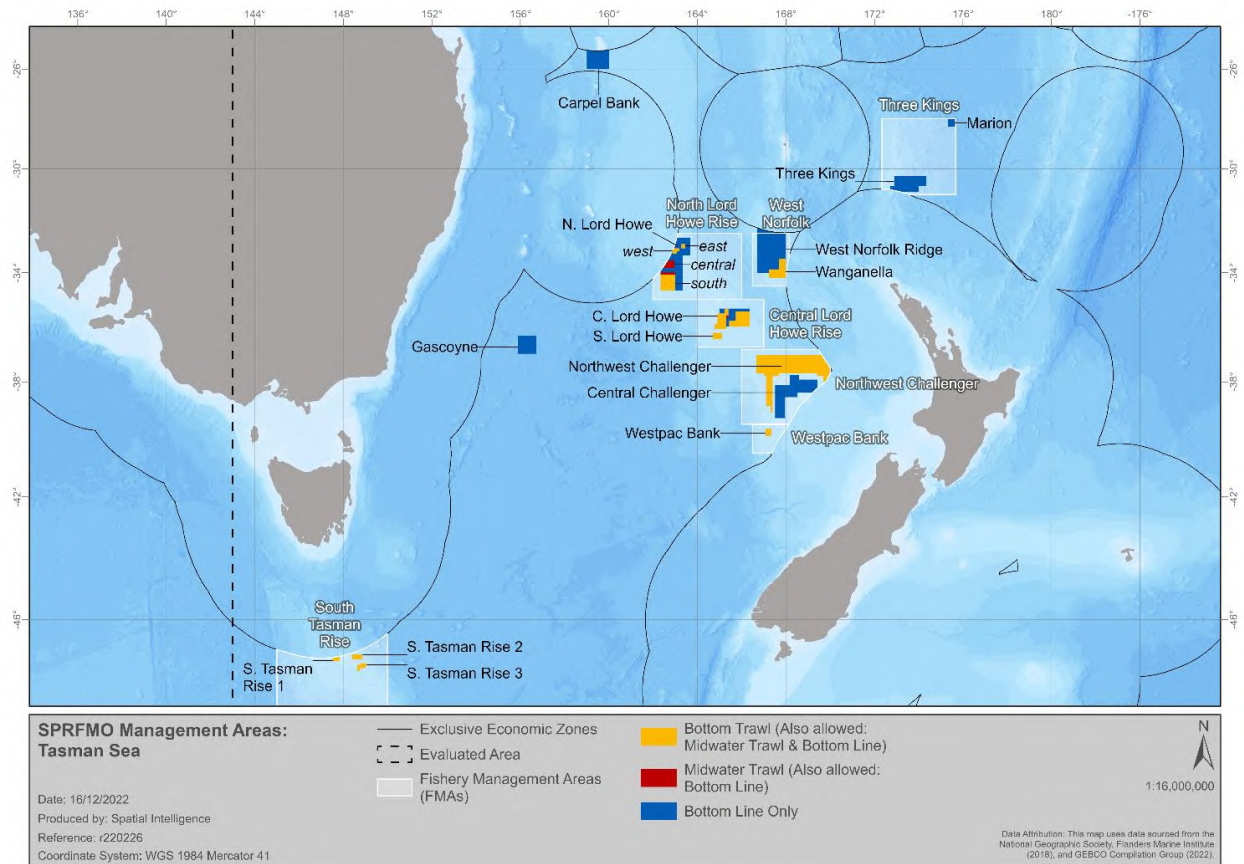 136° 140° 144° 148° 152° 156° 160° 164° 168° 172° 176° 180° -176°
-26°
-26°
Carpel Bank
Three Kings
Marion
-30°
-30°
Three Kings
North Lord
Howe Rise
West
Norfolk
N. Lord Howe
west
east
central
south
West Norfolk Ridge
Wanganella
-34°
-34°
C. Lord Howe
S. Lord Howe
Central Lord
Howe Rise
Gascoyne
Northwest Challenger
Northwest Challenger
Central Challenger
-38°
-38°
Westpac Bank
Westpac Bank
-42°
-42°
-46°
-46°
South
Tasman
Rise
S. Tasman
Rise 1
S. Tasman Rise 2
S. Tasman Rise 3
SPRFMO Management Areas:
Tasman Sea
Date: 16/12/2022
Produced by: Spatial Intelligence
Reference: r220226
Coordinate System: WGS 1984 Mercator 41
Exclusive Economic Zones
Evaluated Area
Fishery Management Areas
(FMAs)
Bottom Trawl (Also allowed:
Midwater Trawl & Bottom Line)
Midwater Trawl (Also allowed:
Bottom Line)
Bottom Line Only
N
1:16,000,000
Data Attribution: This map uses data sourced from the
National Geographic Society, Flanders Marine Institute
(2018), and GEBCO Compilation Group (2022).